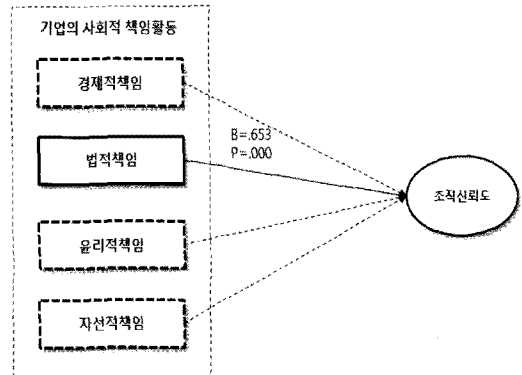 기업의 사회적 책임활동
경제적책임
B=.653
P=.000
법적책임
조직신뢰도
윤리적책임
자선적책임